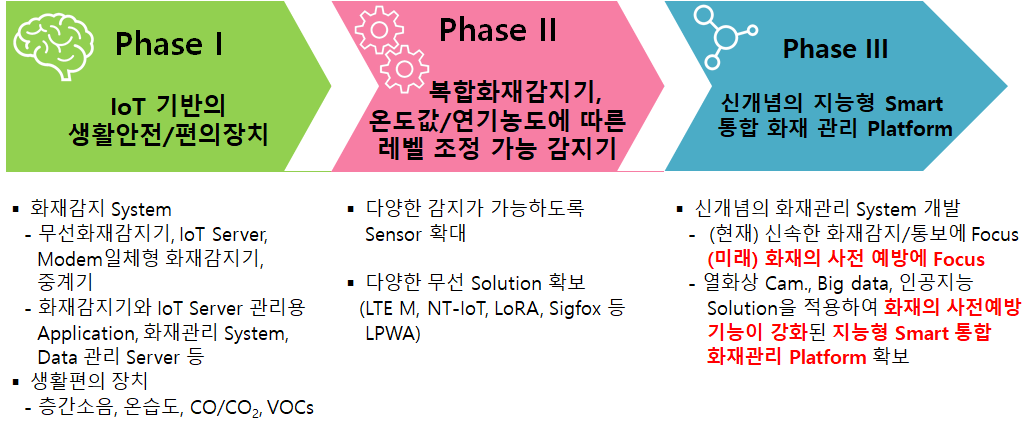 Phase I
IoT 기반의
생활안전/편의장치
Phase II
복합화재감지기,
온도값/연기농도에 따른
레벨 조정 가능 감지기
Phase III
신개념의 지능형 Smart
통합 화재 관리 Platform
▪ 화재감지 System
- 무선화재감지기, IoT Server,
Modem일체형 화재감지기,
중계기
- 화재감지기와 IoT Server 관리용
Application, 화재관리 System,
Data 관리 Server 등
▪ 생활편의 장치
- 층간소음, 온습도, CO/CO₂, VOCs
▪ 다양한 감지가 가능하도록
Sensor 확대
▪ 다양한 무선 Solution 확보
(LTE M, NT-IoT, LoRA, Sigfox 등
LPWA)
▪ 신개념의 화재관리 System 개발
- (현재) 신속한 화재감지/통보에 Focus
(미래) 화재의 사전 예방에 Focus
- 열화상 Cam., Big data, 인공지능
Solution을 적용하여 화재의 사전예방
기능이 강화된 지능형 Smart 통합
화재관리 Platform 확보